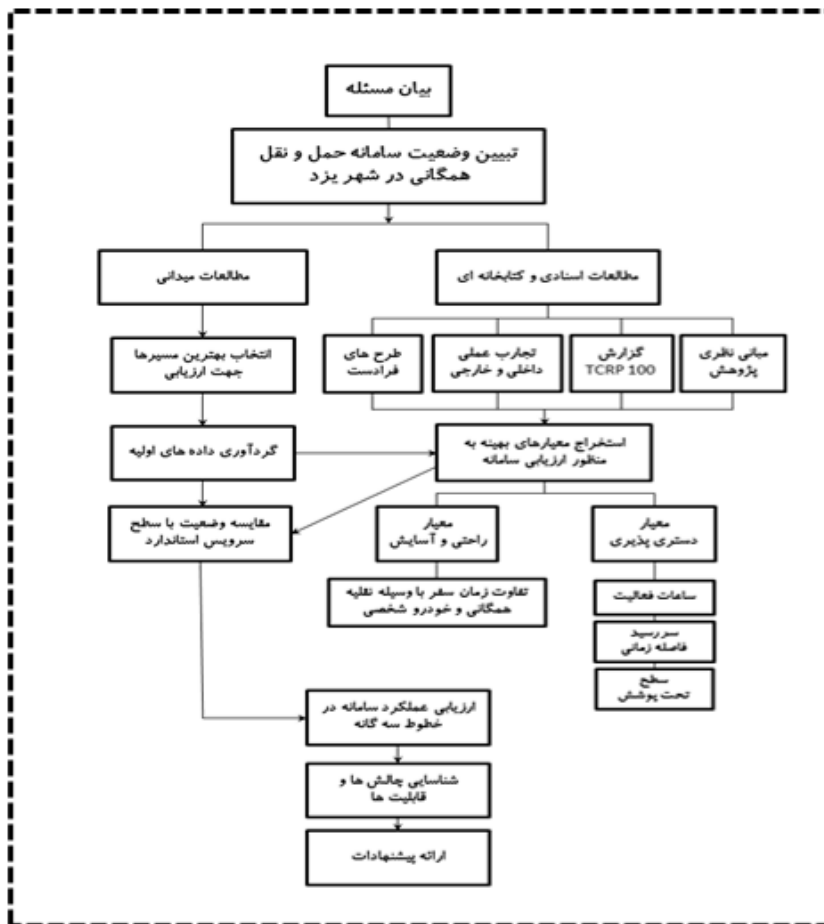 بیان مسئله
تبیین وضعیت سامانه حمل و نقل
همگانی در شهر یزد
مطالعات اسنادی و کتابخانه ای
مطالعات میدانی
مبانی نظری
پژوهش
گزارش
TCRP 100
تجارب عملی
داخلی و خارجی
طرح های
فرادست
انتخاب بهترین مسیرها
جهت ارزیابی
استخراج معیارهای بهینه به
منظور ارزیابی سامانه
گردآوری داده های اولیه
معیار
دستری پذیری
معیار
راحتی و آسایش
مقایسه وضعیت با سطح
سرویس استاندارد
ساعات فعالیت
سررسید
فاصله زمانی
سطح
تحت پوشش
تفاوت زمان سفر با وسیله نقلیه
همگانی و خودرو شخصی
ارزیابی عملکرد سامانه در
خطوط سه گانه
شناسایی چالش ها و
قابلیت ها
ارائه پیشنهادات